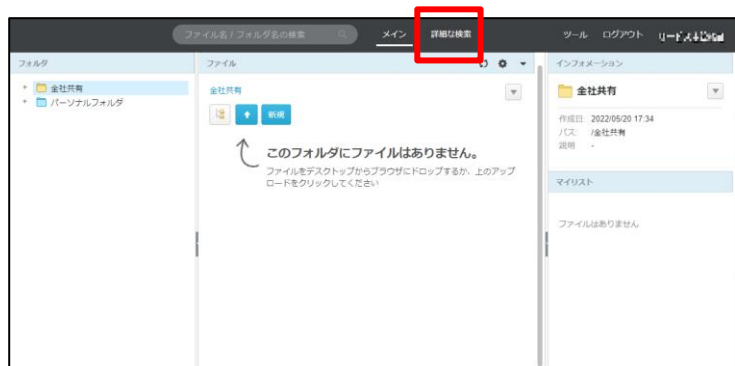 ファイル名 / フォルダ名の検索
メイン
詳細な検索
ツール
ログアウト
フォルダ
全社共有
パーソナルフォルダ
ファイル
全社共有
新規
このフォルダにファイルはありません。
ファイルをデスクトップからブラウザにドロップするか、上のアップ
ロードをクリックしてください
インフォメーション
全社共有
作成日: 2022/05/20 17:34
パス: /全社共有
説明 -
マイリスト
ファイルはありません